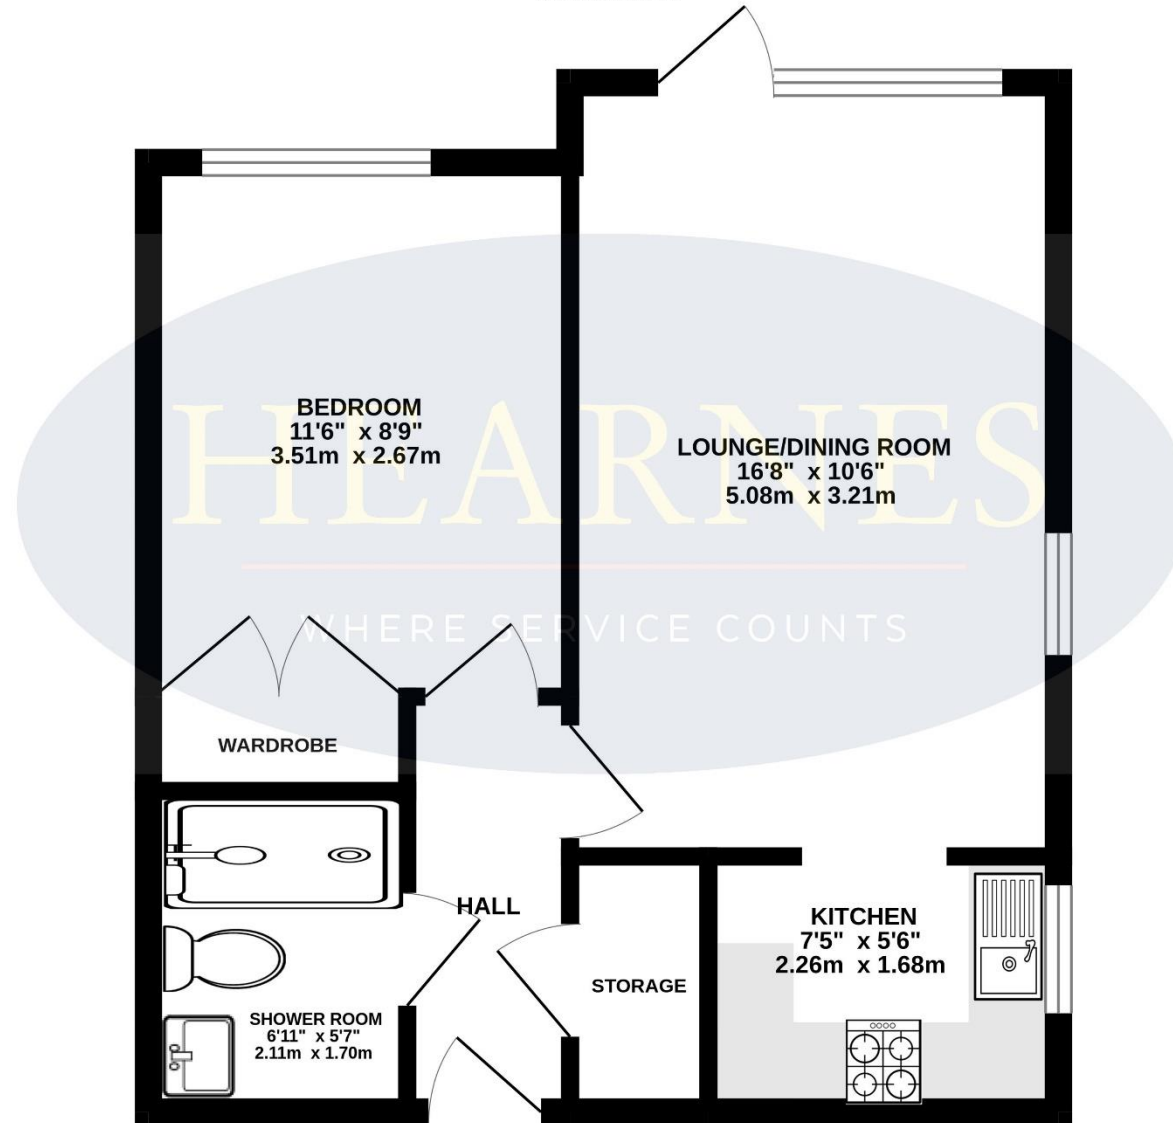 BEDROOM
11'6" x 8'9"
3.51m x 2.67m
LOUNGE/DINING ROOM
16'8" x 10'6"
5.08m x 3.21m
HEARNES
WHERE SERVICE COUNTS
WARDROBE
HALL
KITCHEN
7'5" x 5'6"
2.26m x 1.68m
STORAGE
SHOWER ROOM
6'11" x 5'7"
2.11m x 1.70m